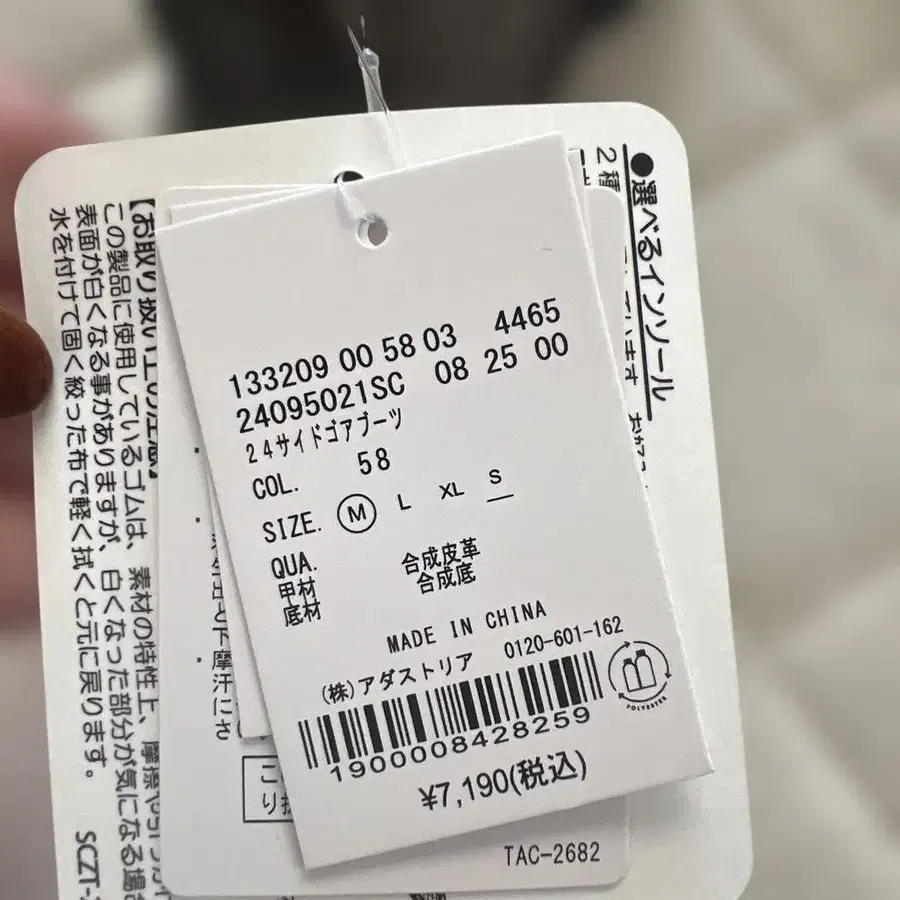 133209 00 58 03 4465
24095021SC 08 25 00
24サイドゴアブーツ
COL. 58
SIZE. M L XL S
QUA.
甲材 合成皮革
底材 合成底
MADE IN CHINA
(株)アダストリア 0120-601-162
POLYESTER
1900008428259
¥7,190(税込)
TAC-2682
●選べるインソール
2種
います
【お取り扱い上の注意】
この製品に使用しているゴムは、素材の特性上、摩擦や
表面が白くなる事がありますが、白くなった部分が気になる場
水を付けて固く絞った布で軽く拭くと元に戻ります。
SCZT-